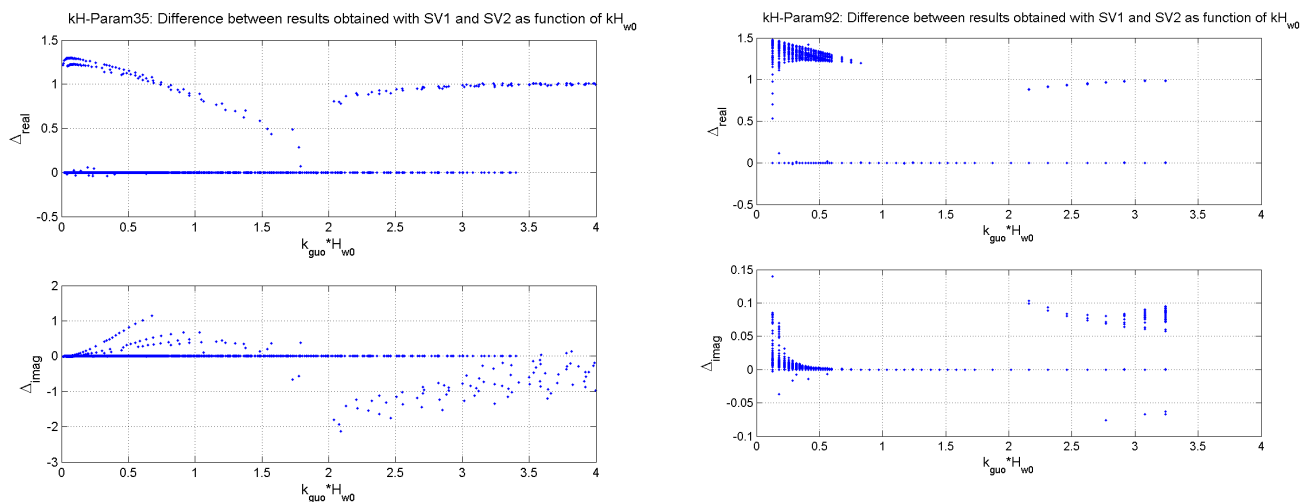 kH-Param35: Difference between results obtained with SV1 and SV2 as function of kH_w0
1.5
1
0.5
0
-0.5
Δ_real
0 0.5 1 1.5 2 2.5 3 3.5 4
k_guo*H_w0
2
1
0
-1
-2
-3
Δ_imag
0 0.5 1 1.5 2 2.5 3 3.5 4
k_guo*H_w0
kH-Param92: Difference between results obtained with SV1 and SV2 as function of kH_w0
1.5
1
0.5
0
-0.5
Δ_real
0 0.5 1 1.5 2 2.5 3 3.5 4
k_guo*H_w0
0.15
0.1
0.05
0
-0.05
-0.1
Δ_imag
0 0.5 1 1.5 2 2.5 3 3.5 4
k_guo*H_w0